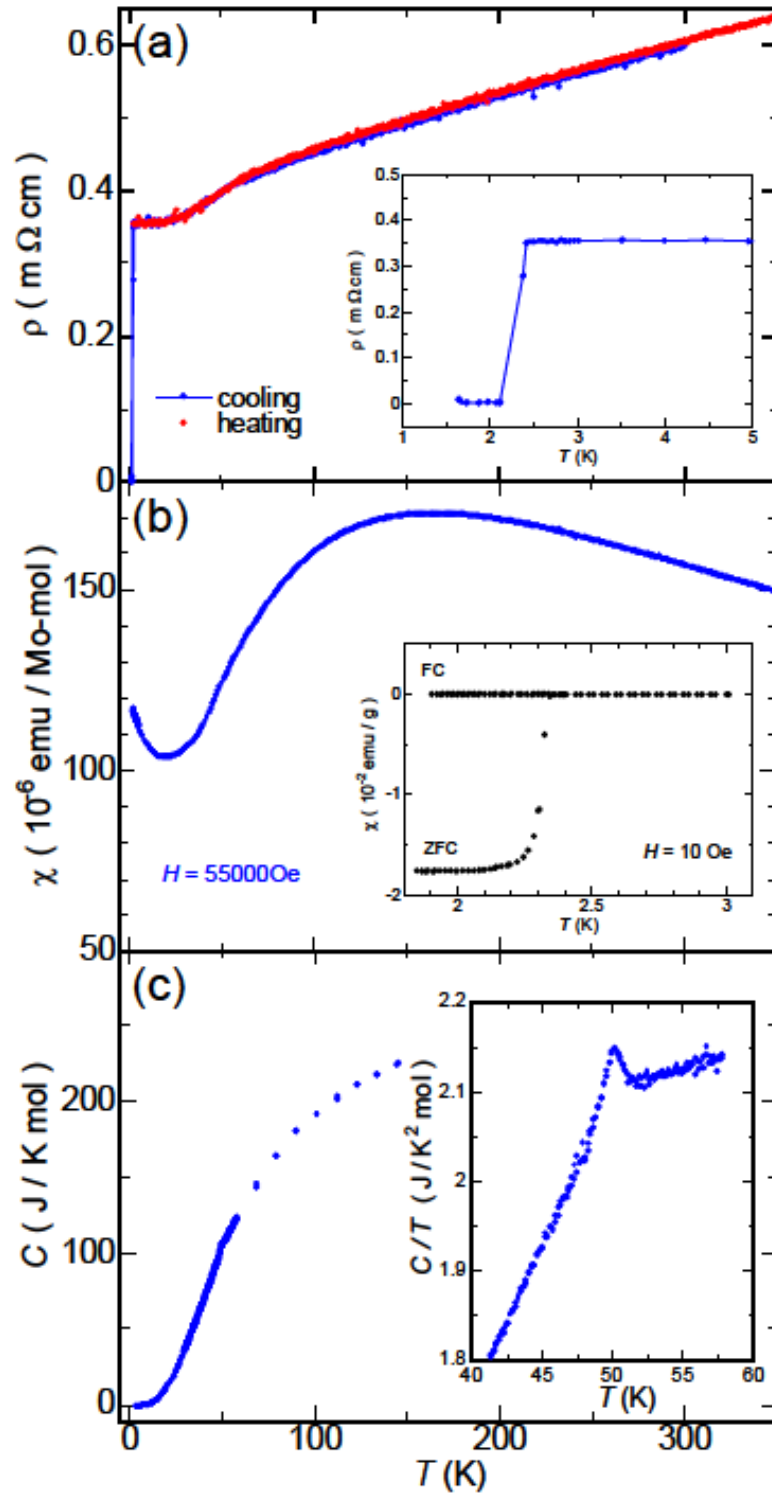 (a)
0.6
0.4
0.2
0
ρ ( m Ω cm )
cooling
heating
0.5
0.4
0.3
0.2
0.1
0
ρ ( m Ω cm )
1 2 3 4 5
T (K)
(b)
150
100
50
χ ( 10⁻⁶ emu / Mo-mol )
H = 55000Oe
FC
ZFC
H = 10 Oe
0
-1
-2
χ ( 10⁻² emu / g )
2 2.5 3
T (K)
(c)
200
100
0
C ( J / K mol )
2.2
2.1
2
1.9
1.8
C / T ( J / K² mol )
40 45 50 55 60
T (K)
0 100 200 300
T (K)